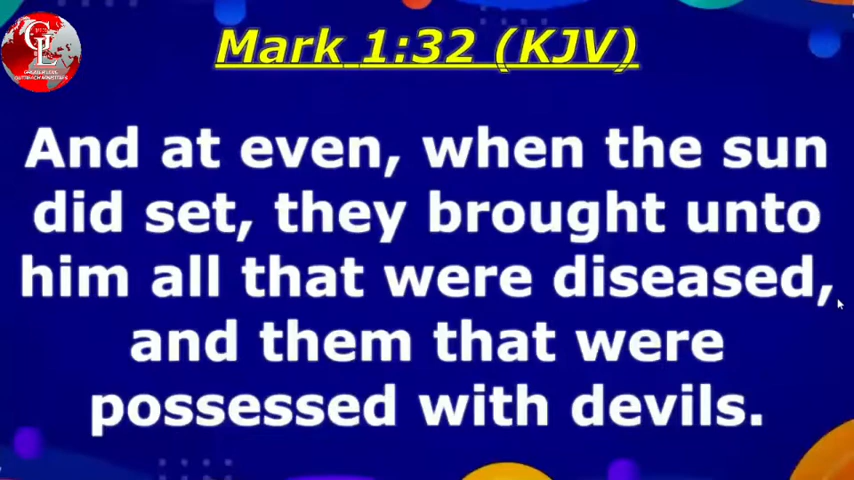 Mark 1:32 (KJV)
And at even, when the sun
did set, they brought unto
him all that were diseased,
and them that were
possessed with devils.